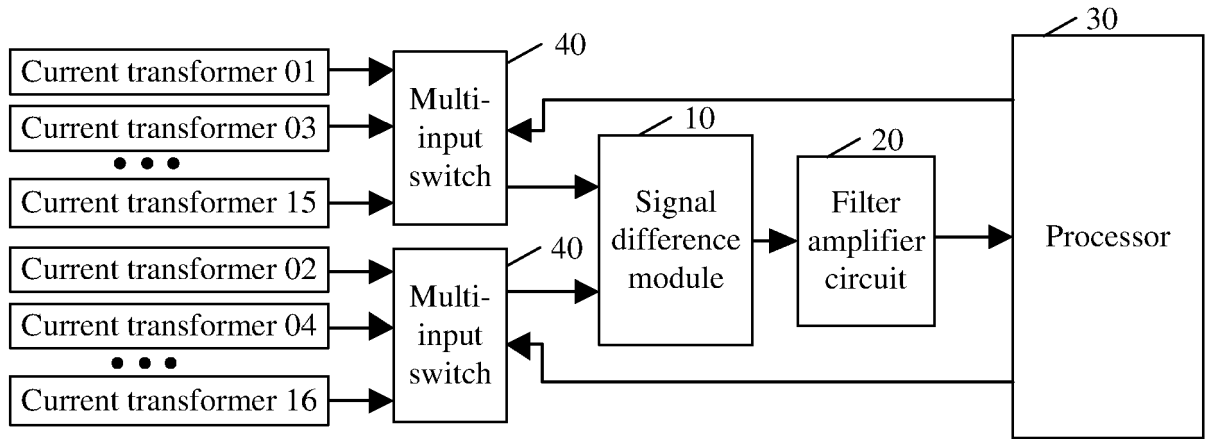 30
40
Current transformer 01
Multi-
input
switch
Current transformer 03
Current transformer 15
10
20
Signal
difference
module
Filter
amplifier
circuit
Processor
40
Current transformer 02
Multi-
input
switch
Current transformer 04
Current transformer 16